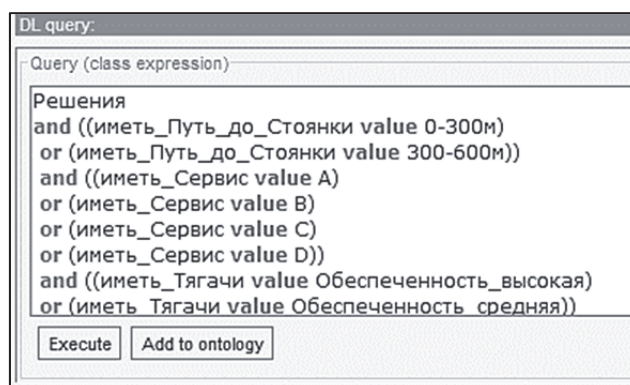 DL query:
Query (class expression)
Решения
and ((иметь_Путь_до_Стоянки value 0-300м)
or (иметь_Путь_до_Стоянки value 300-600м))
and ((иметь_Сервис value A)
or (иметь_Сервис value B)
or (иметь_Сервис value C)
or (иметь_Сервис value D))
and ((иметь_Тягачи value Обеспеченность_высокая)
or (иметь_Тягачи value Обеспеченность_средняя))
Execute
Add to ontology